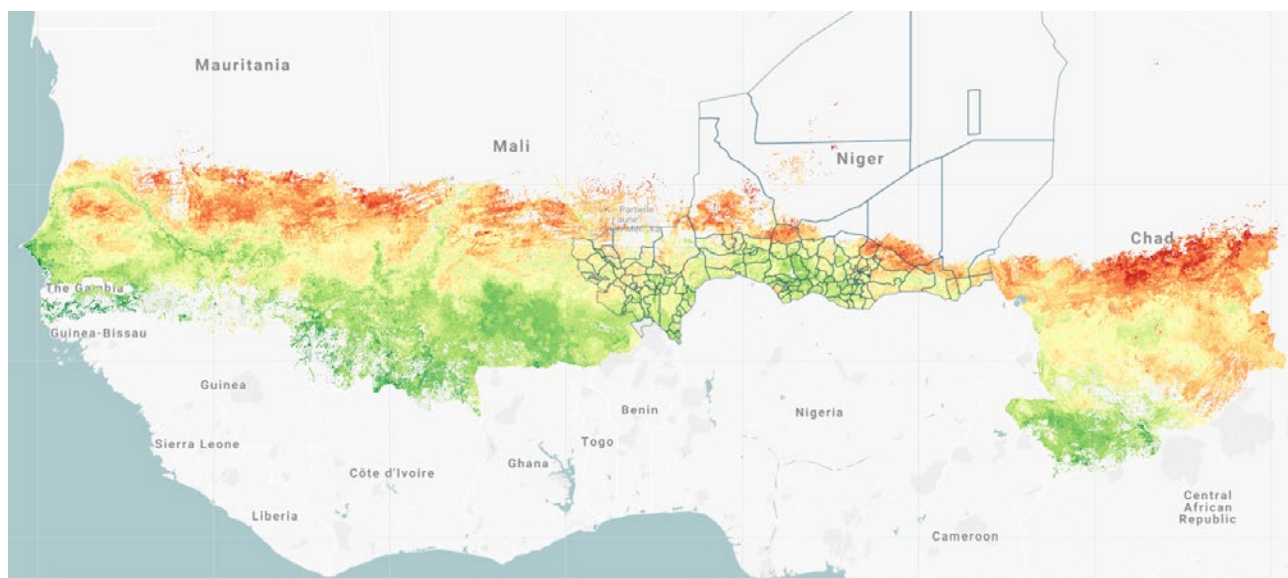 Mauritania
Mali
Niger
Partielle
Chad
The Gambia
Guinea-Bissau
Guinea
Benin
Nigeria
Sierra Leone
Togo
Côte d'Ivoire
Ghana
Liberia
Central
African
Republic
Cameroon